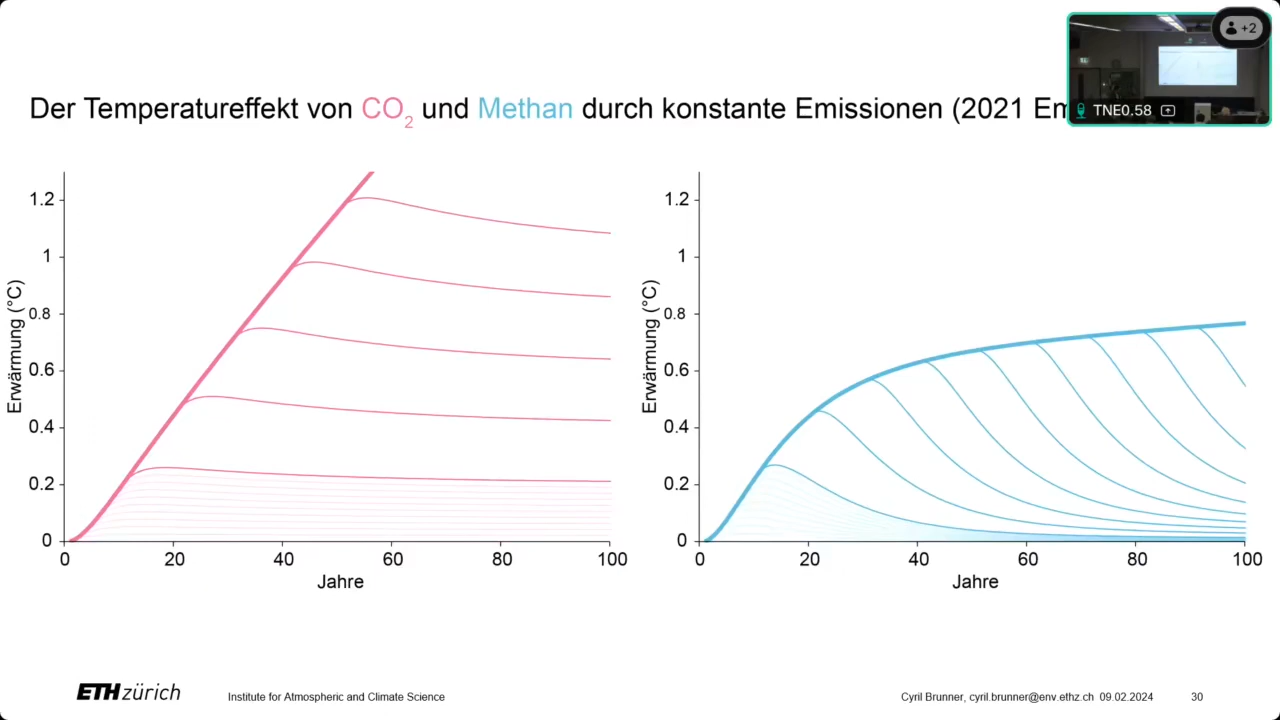 +2
TNE0.58
Der Temperatureffekt von CO2 und Methan durch konstante Emissionen (2021
1.2
1
0.8
0.6
0.4
0.2
0
Erwärmung (°C)
0 20 40 60 80 100
Jahre
1.2
1
0.8
0.6
0.4
0.2
0
Erwärmung (°C)
0 20 40 60 80 100
Jahre
ETH zürich
Institute for Atmospheric and Climate Science
Cyril Brunner, cyril.brunner@env.ethz.ch 09.02.2024
30